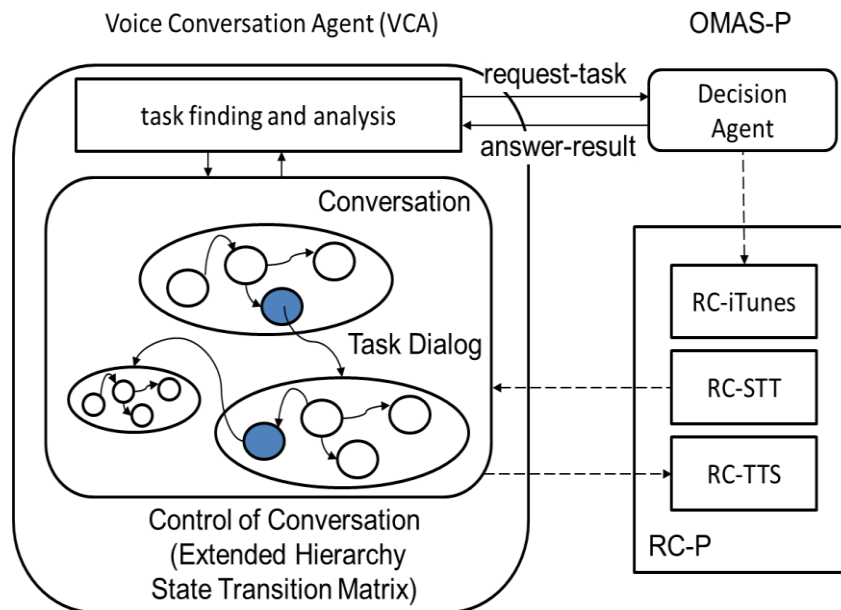 Voice Conversation Agent (VCA)
OMAS-P
task finding and analysis
request-task
answer-result
Decision
Agent
Conversation
Task Dialog
RC-iTunes
RC-STT
RC-TTS
RC-P
Control of Conversation
(Extended Hierarchy
State Transition Matrix)